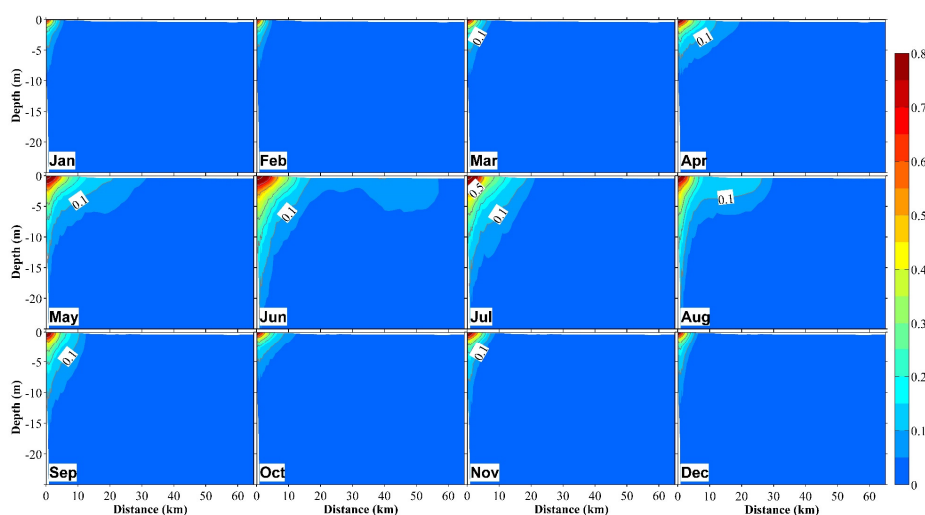 Depth (m)
0
-5
-10
-15
-20
0.1
0.1
Jan
Feb
Mar
Apr
0.8
0.7
0.6
0.5
0.4
0.3
0.2
0.1
0
Depth (m)
0
-5
-10
-15
-20
0.1
0.1
0.5
0.1
0.1
May
Jun
Jul
Aug
Depth (m)
0
-5
-10
-15
-20
0.1
0.1
Sep
Oct
Nov
Dec
0 10 20 30 40 50 60
0 10 20 30 40 50 60
0 10 20 30 40 50 60
0 10 20 30 40 50 60
Distance (km)
Distance (km)
Distance (km)
Distance (km)